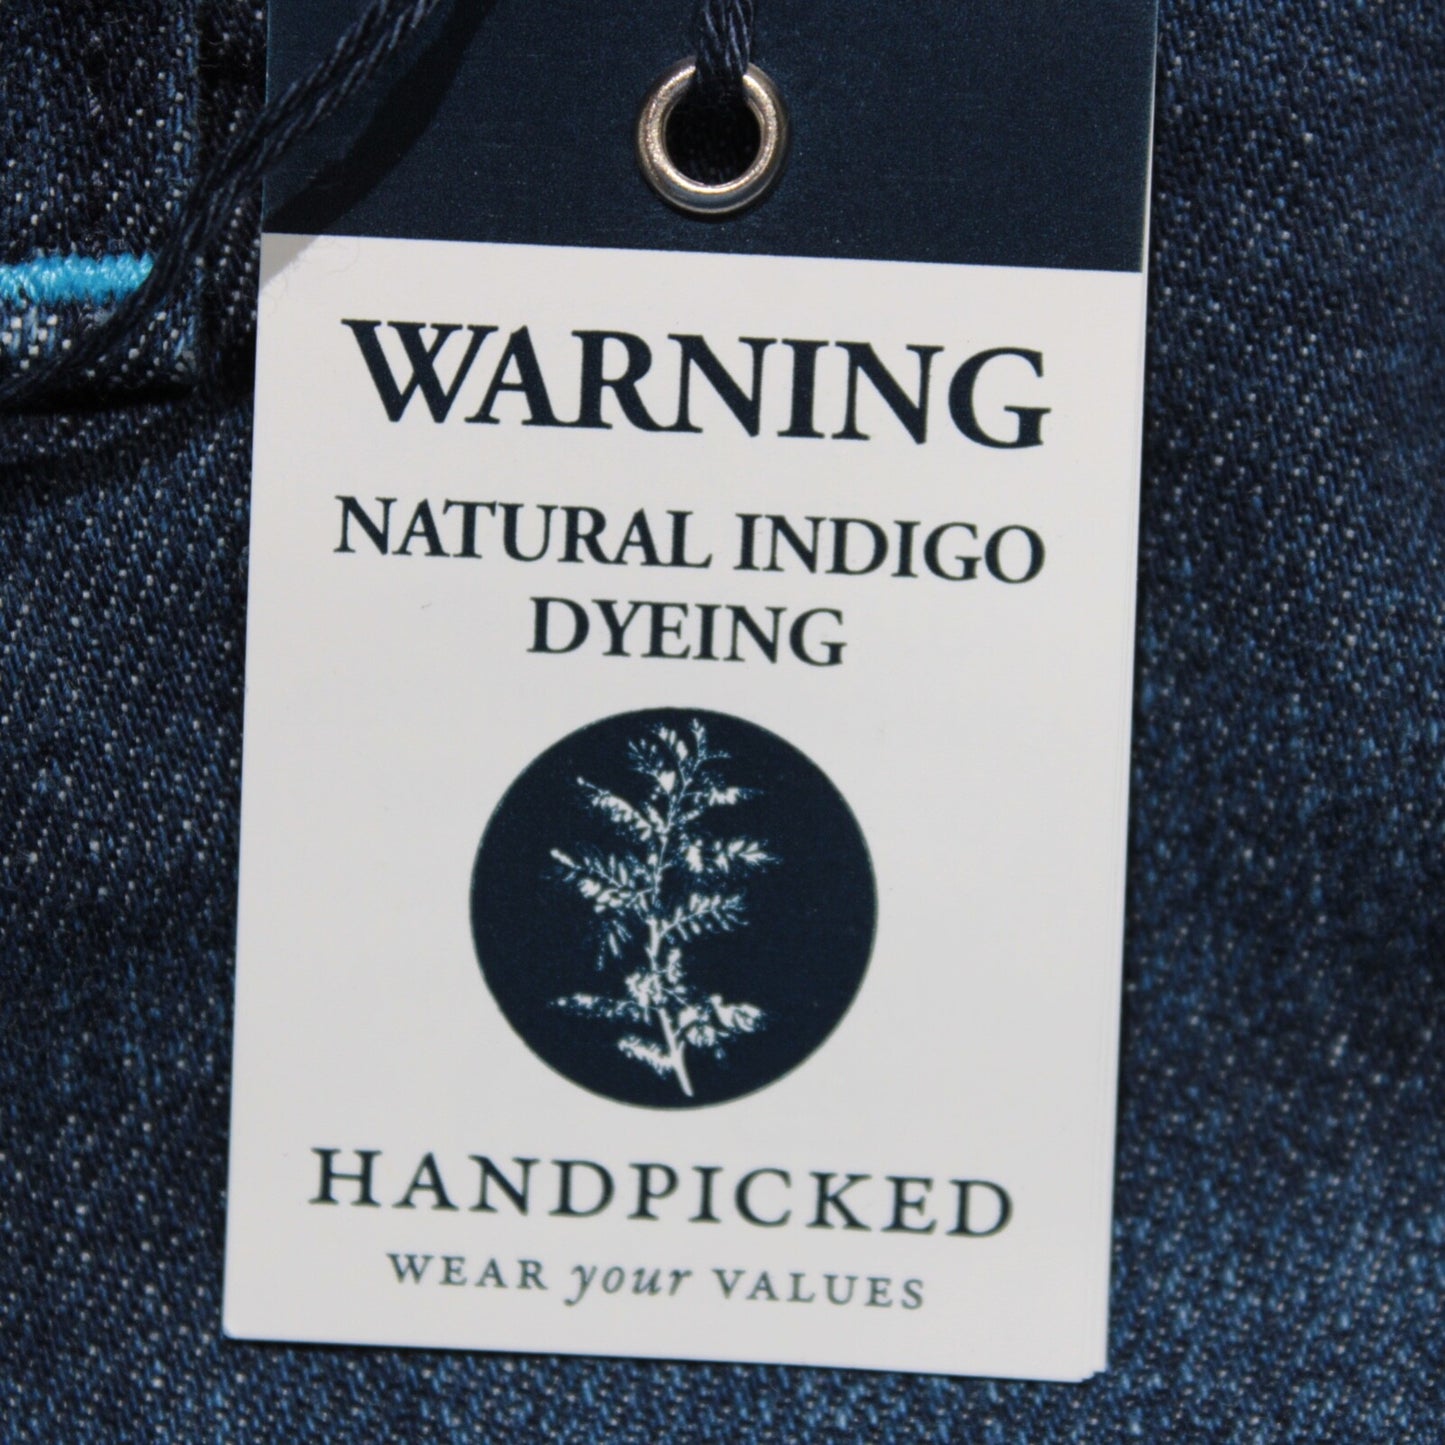 WARNING
NATURAL INDIGO
DYEING
HANDPICKED
WEAR your VALUES